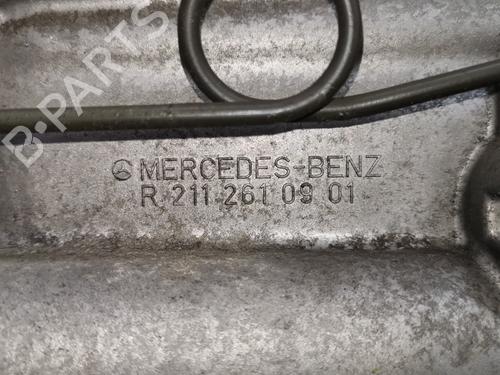 B-PARTS
MERCEDES-BENZ
R 211 261 09 01